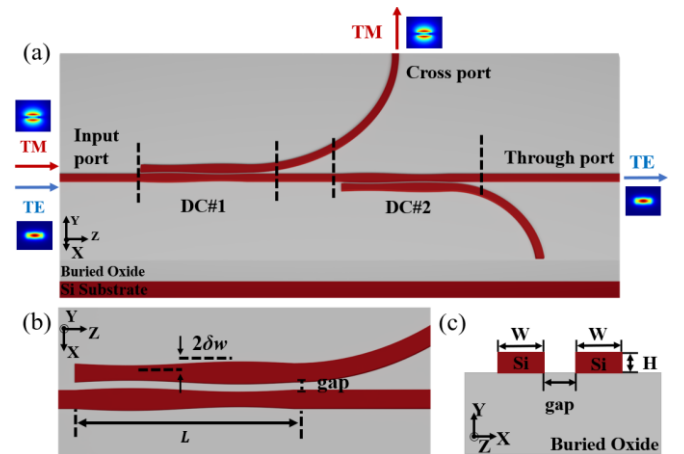 (a)
TM
Cross port
TM
Input
port
Through port
TE
TE
DC#1
DC#2
Y
Z
X
Buried Oxide
Si Substrate
(b)
Y
Z
X
2δw
gap
L
(c)
W
W
Si
Si
H
gap
Y
Z
X
Buried Oxide